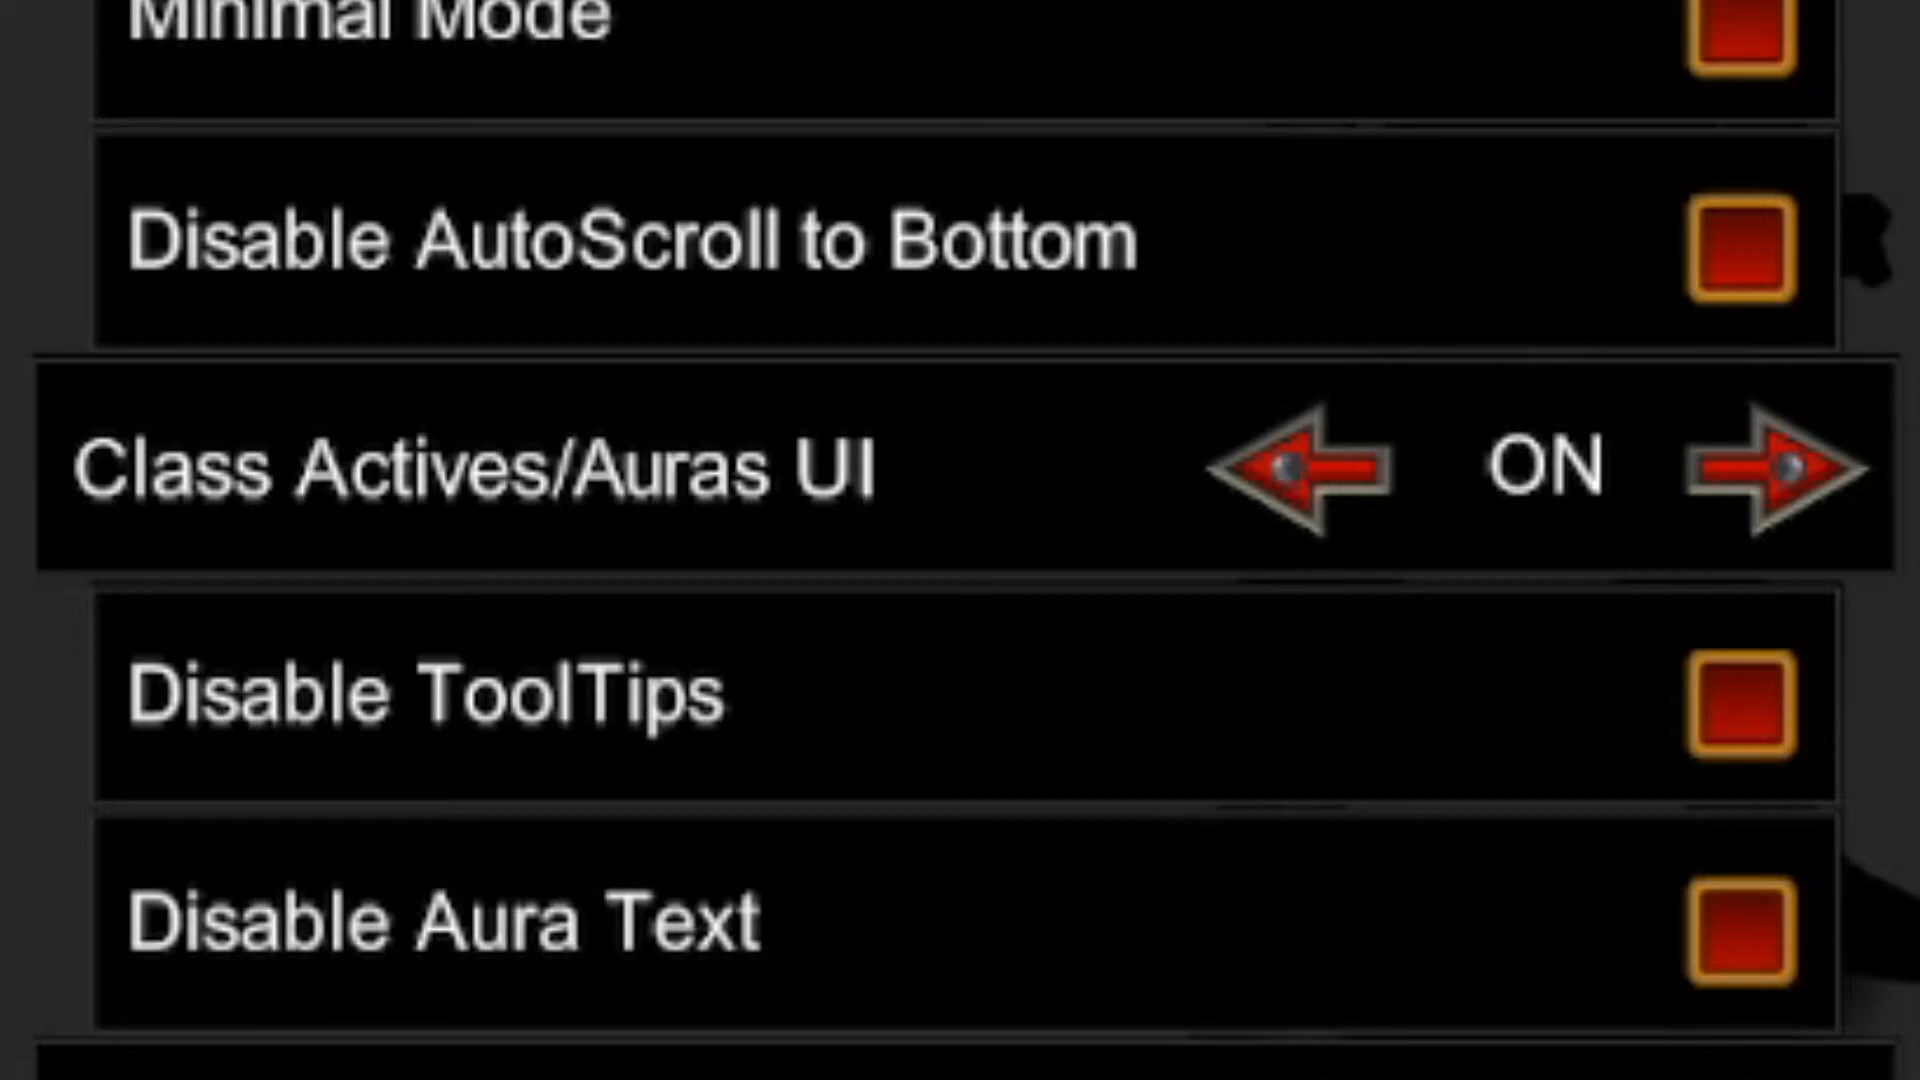 Minimal Mode
Disable AutoScroll to Bottom
Class Actives/Auras UI ON
Disable ToolTips
Disable Aura Text